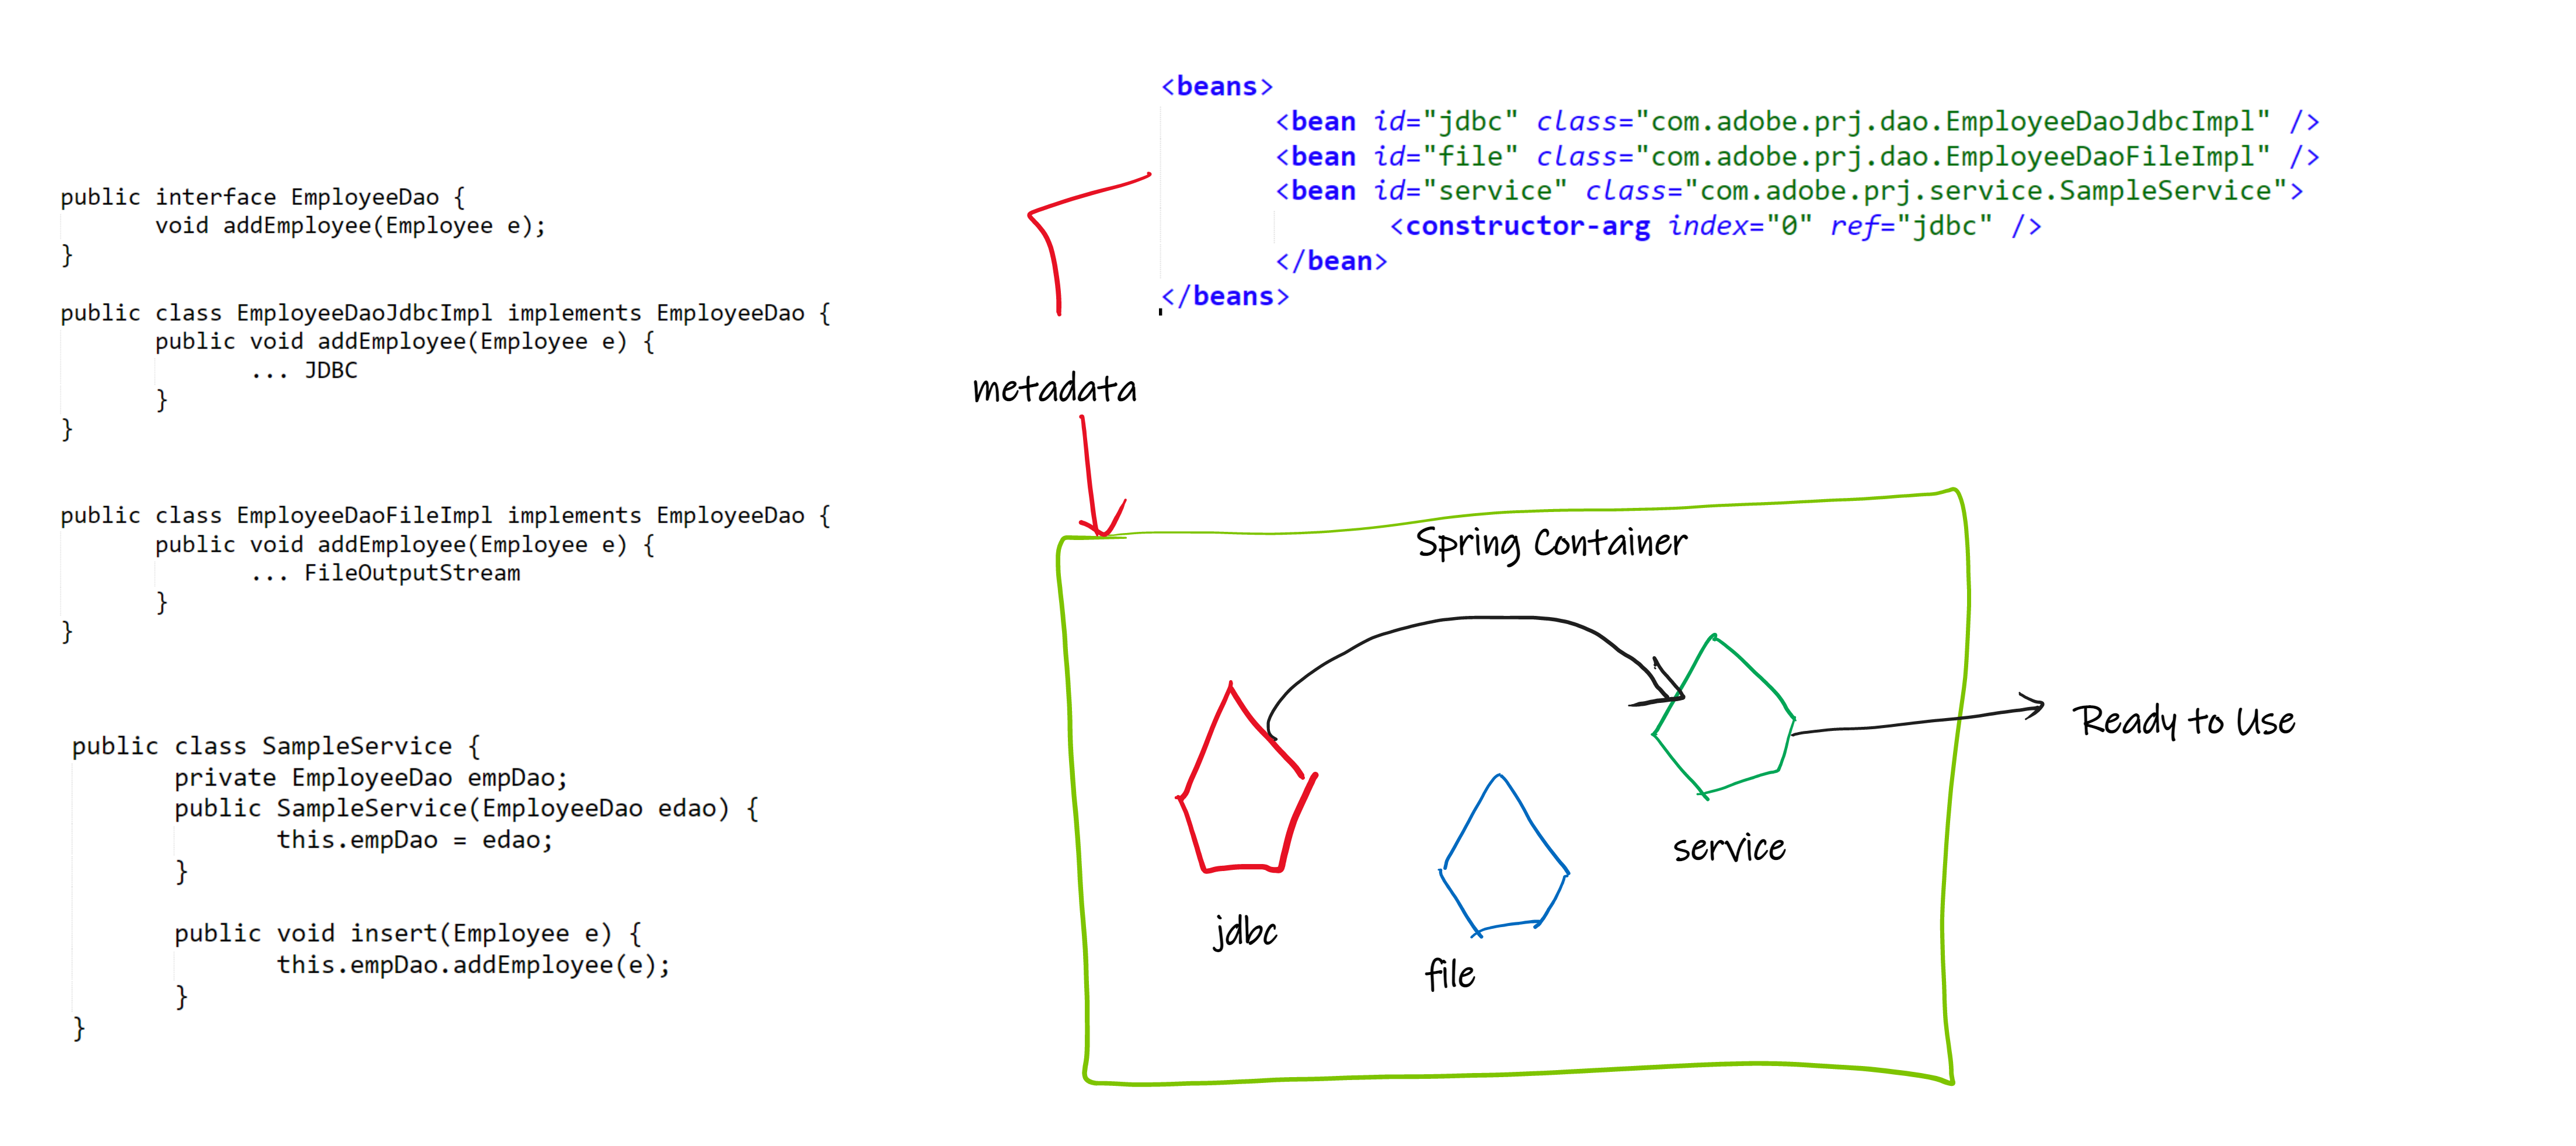 public interface EmployeeDao {
void addEmployee(Employee e);
}
public class EmployeeDaoJdbcImpl implements EmployeeDao {
public void addEmployee(Employee e) {
... JDBC
}
}
public class EmployeeDaoFileImpl implements EmployeeDao {
public void addEmployee(Employee e) {
... FileOutputStream
}
}
public class SampleService {
private EmployeeDao empDao;
public SampleService(EmployeeDao edao) {
this.empDao = edao;
}
public void insert(Employee e) {
this.empDao.addEmployee(e);
}
}
<beans>
<bean id="jdbc" class="com.adobe.prj.dao.EmployeeDaoJdbcImpl" />
<bean id="file" class="com.adobe.prj.dao.EmployeeDaoFileImpl" />
<bean id="service" class="com.adobe.prj.service.SampleService">
<constructor-arg index="0" ref="jdbc" />
</bean>
</beans>
metadata
Spring Container
jdbc
file
service
Ready to Use